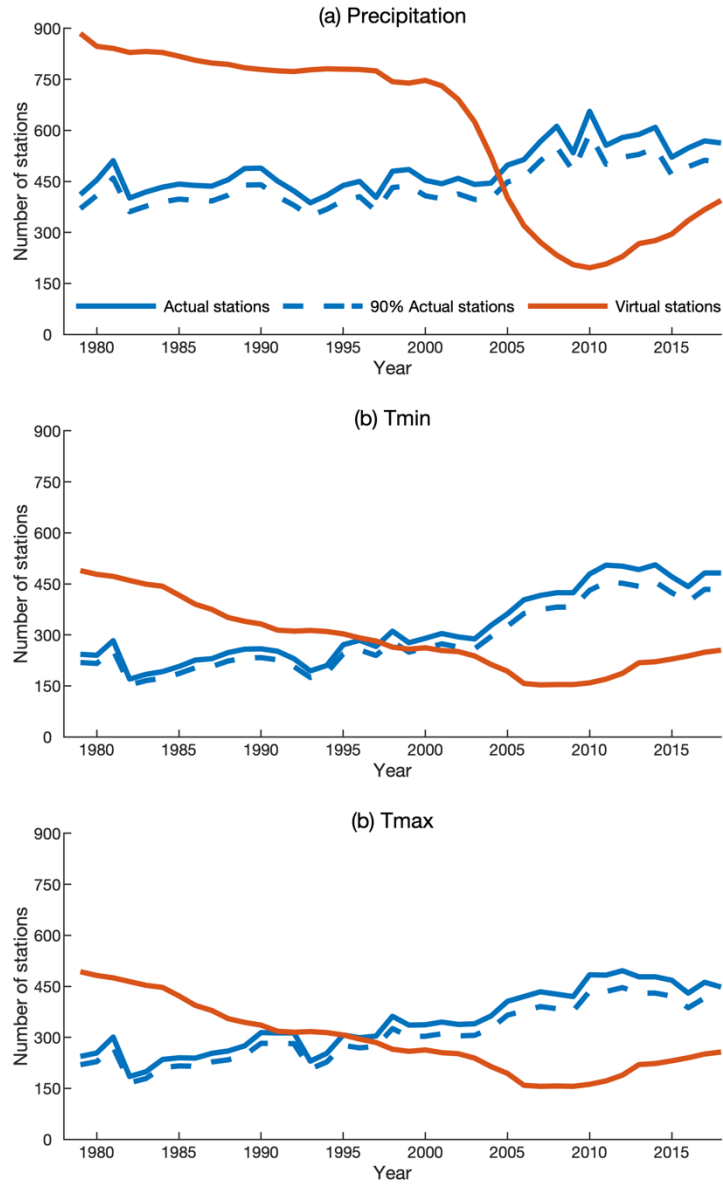 (a) Precipitation
900
750
600
450
300
150
0
Number of stations
Actual stations 90% Actual stations Virtual stations
1980 1985 1990 1995 2000 2005 2010 2015
Year
(b) Tmin
900
750
600
450
300
150
0
Number of stations
1980 1985 1990 1995 2000 2005 2010 2015
Year
(b) Tmax
900
750
600
450
300
150
0
Number of stations
1980 1985 1990 1995 2000 2005 2010 2015
Year